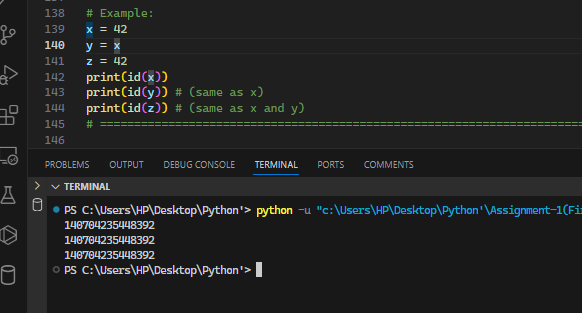 138 # Example:
139 x = 42
140 y = x
141 z = 42
142 print(id(x))
143 print(id(y)) # (same as x)
144 print(id(z)) # (same as x and y)
145 # ======================================================================
146
PROBLEMS OUTPUT DEBUG CONSOLE TERMINAL PORTS COMMENTS
TERMINAL
PS C:\Users\HP\Desktop\Python'> python -u "c:\Users\HP\Desktop\Python'\Assignment-1(Fi
140704235448392
140704235448392
140704235448392
PS C:\Users\HP\Desktop\Python'>